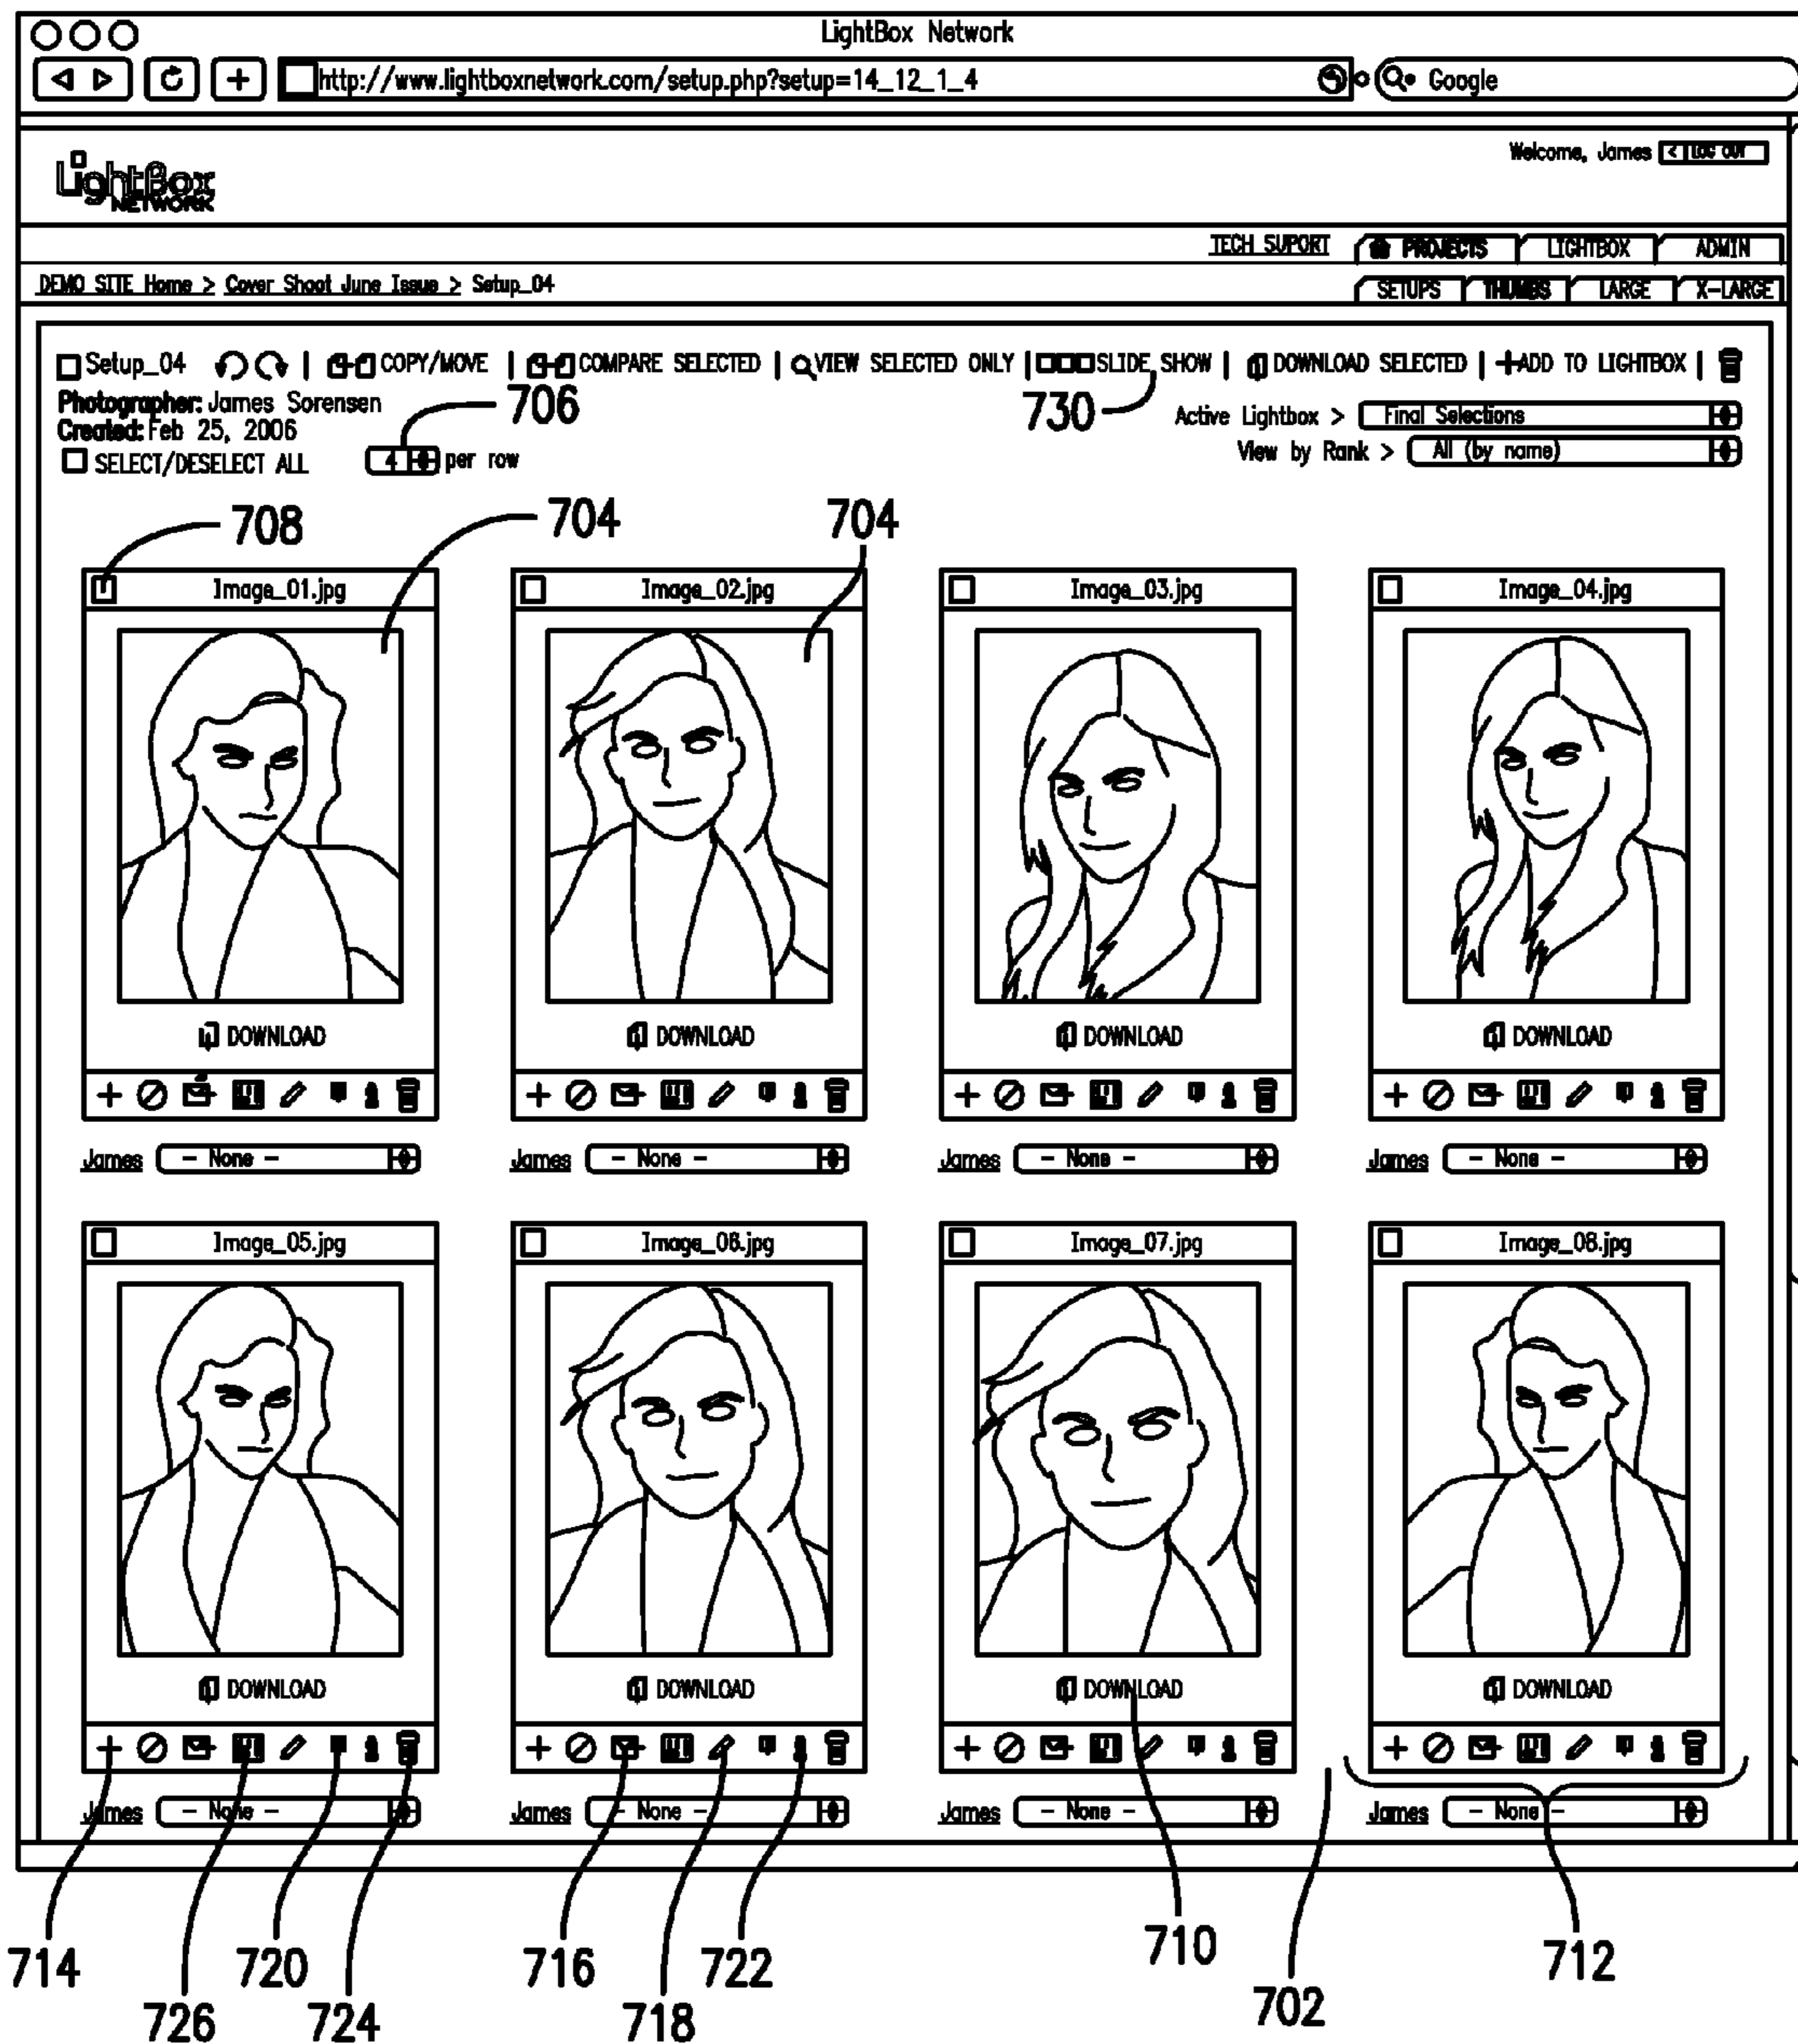 LightBox Network
http://www.lightboxnetwork.com/setup.php?setup=14_12_1_4 Google
Welcome, James < LOG OUT
LightBox
NETWORK
TECH SUPORT PROJECTS LIGHTBOX ADMIN
DEMO SITE Home > Cover Shoot June Issue > Setup_04 SETUPS THUMBS LARGE X-LARGE
Setup_04 | COPY/MOVE | COMPARE SELECTED | VIEW SELECTED ONLY | SLIDE SHOW | DOWNLOAD SELECTED | +ADD TO LIGHTBOX |
Photographer: James Sorensen 706 730 Active Lightbox > Final Selections
Created: Feb 25, 2006
SELECT/DESELECT ALL 4 per row View by Rank > All (by name)
708 704 704
Image_01.jpg Image_02.jpg Image_03.jpg Image_04.jpg
DOWNLOAD DOWNLOAD DOWNLOAD DOWNLOAD
James - None - James - None - James - None - James - None -
Image_05.jpg Image_06.jpg Image_07.jpg Image_08.jpg
DOWNLOAD DOWNLOAD DOWNLOAD DOWNLOAD
James - None - James - None - James - None - James - None -
714 720 716 722 710 712
726 724 718 702